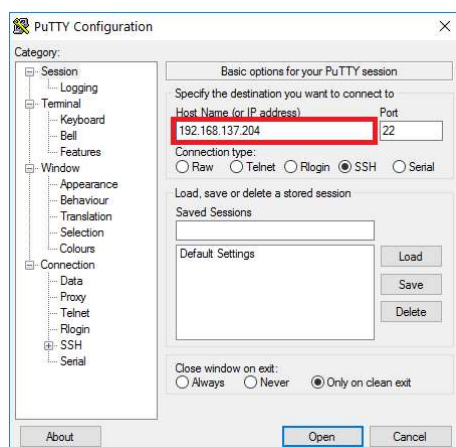 PuTTY Configuration
Category:
Session
Logging
Terminal
Keyboard
Bell
Features
Window
Appearance
Behaviour
Translation
Selection
Colours
Connection
Data
Proxy
Telnet
Rlogin
SSH
Serial
Basic options for your PuTTY session
Specify the destination you want to connect to
Host Name (or IP address) Port
192.168.137.204 22
Connection type:
Raw Telnet Rlogin SSH Serial
Load, save or delete a stored session
Saved Sessions
Default Settings
Load
Save
Delete
Close window on exit:
Always Never Only on clean exit
About Open Cancel